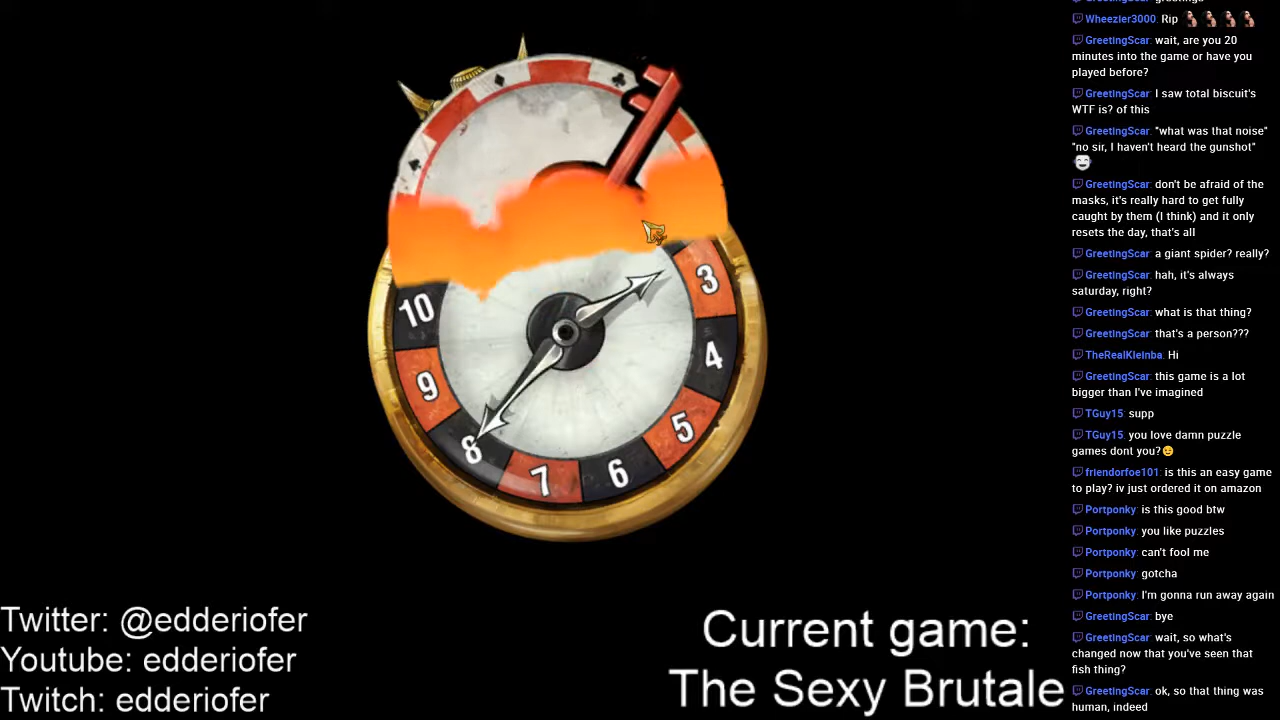 10
9
8
7
6
5
4
3
Twitter: @edderiofer
Youtube: edderiofer
Twitch: edderiofer
Current game:
The Sexy Brutale
Wheezier3000: Rip
GreetingScar: wait, are you 20
minutes into the game or have you
played before?
GreetingScar: I saw total biscuit's
WTF is? of this
GreetingScar: "what was that noise"
"no sir, I haven't heard the gunshot"
GreetingScar: don't be afraid of the
masks, it's really hard to get fully
caught by them (I think) and it only
resets the day, that's all
GreetingScar: a giant spider? really?
GreetingScar: hah, it's always
saturday, right?
GreetingScar: what is that thing?
GreetingScar: that's a person???
TheRealKleinba: Hi
GreetingScar: this game is a lot
bigger than I've imagined
TGuy15: supp
TGuy15: you love damn puzzle
games dont you?
friendorfoe101: is this an easy game
to play? iv just ordered it on amazon
Portponky: is this good btw
Portponky: you like puzzles
Portponky: can't fool me
Portponky: gotcha
Portponky: I'm gonna run away again
GreetingScar: bye
GreetingScar: wait, so what's
changed now that you've seen that
fish thing?
GreetingScar: ok, so that thing was
human, indeed